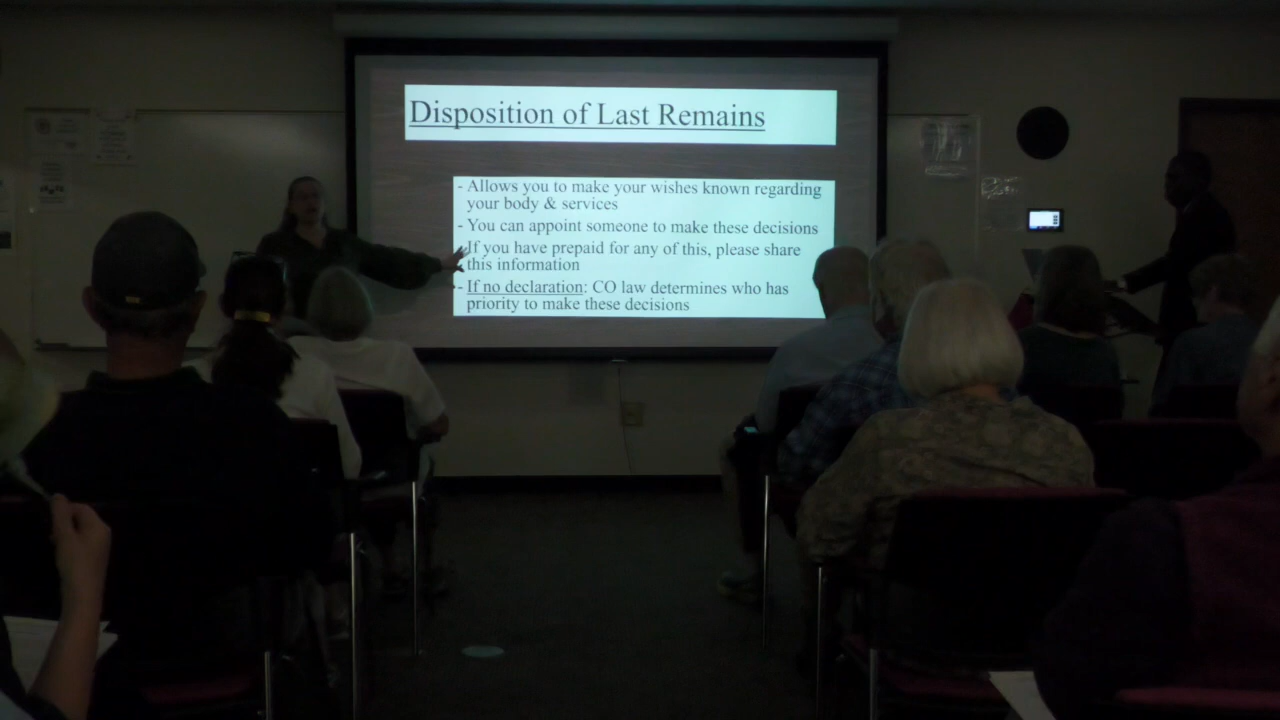 Disposition of Last Remains
- Allows you to make your wishes known regarding
your body & services
- You can appoint someone to make these decisions
If you have prepaid for any of this, please share
this information
- If no declaration: CO law determines who has
priority to make these decisions